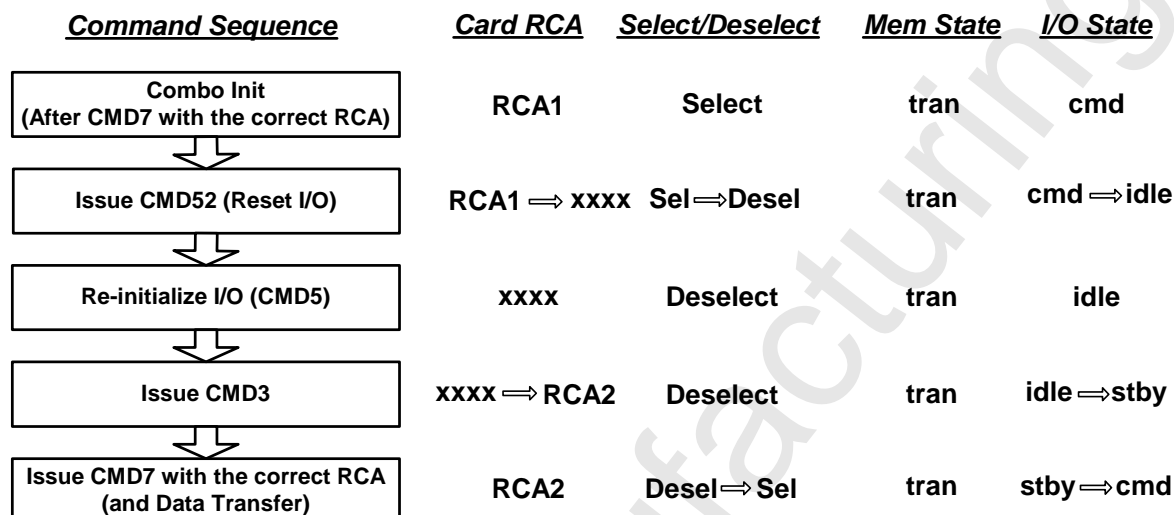 Command Sequence Card RCA Select/Deselect Mem State I/O State
Combo Init
(After CMD7 with the correct RCA) RCA1 Select tran cmd
Issue CMD52 (Reset I/O) RCA1 ⇒ xxxx Sel⇒Desel tran cmd ⇒idle
Re-initialize I/O (CMD5) xxxx Deselect tran idle
Issue CMD3 xxxx ⇒ RCA2 Deselect tran idle ⇒stby
Issue CMD7 with the correct RCA
(and Data Transfer) RCA2 Desel⇒ Sel tran stby⇒cmd